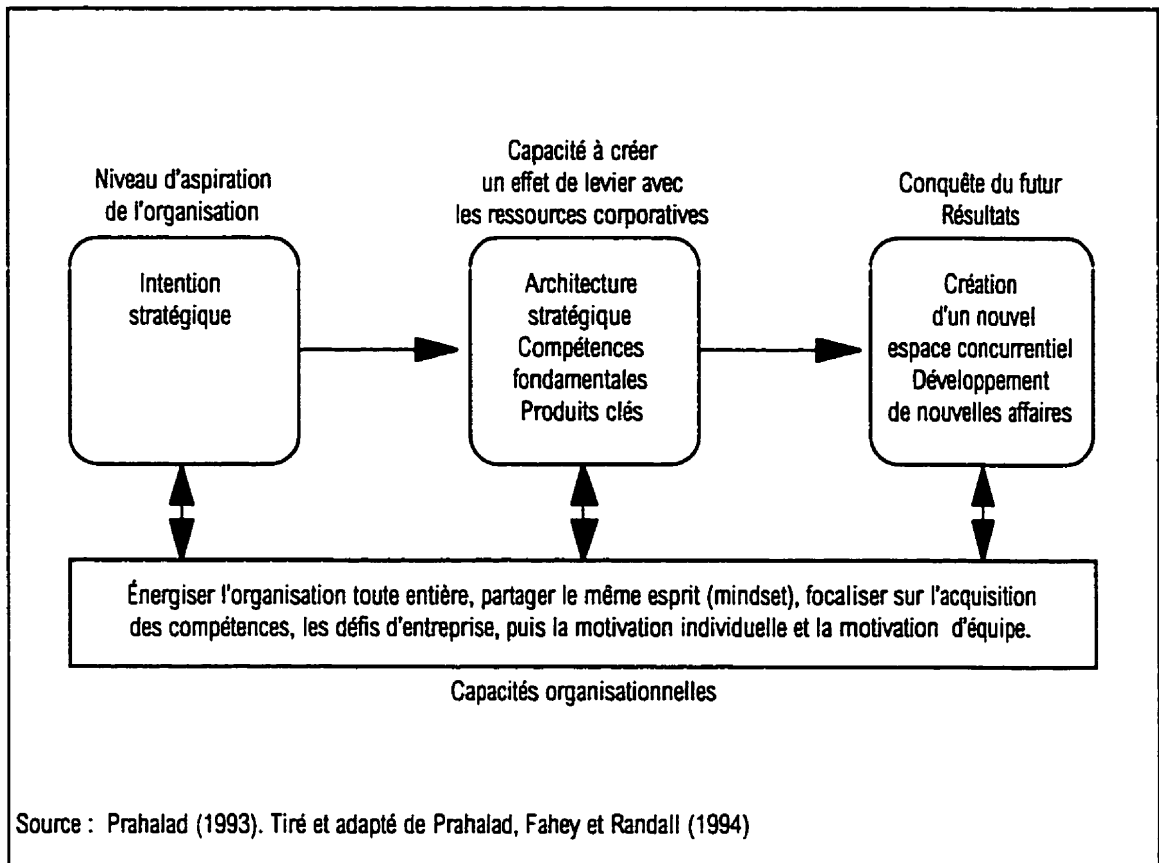 Niveau d'aspiration
de l'organisation
Capacité à créer
un effet de levier avec
les ressources corporatives
Conquête du futur
Résultats
Intention
stratégique
Architecture
stratégique
Compétences
fondamentales
Produits clés
Création
d'un nouvel
espace concurrentiel
Développement
de nouvelles affaires
Énergiser l'organisation toute entière, partager le même esprit (mindset), focaliser sur l'acquisition
des compétences, les défis d'entreprise, puis la motivation individuelle et la motivation d'équipe.
Capacités organisationnelles
Source : Prahalad (1993). Tiré et adapté de Prahalad, Fahey et Randall (1994)